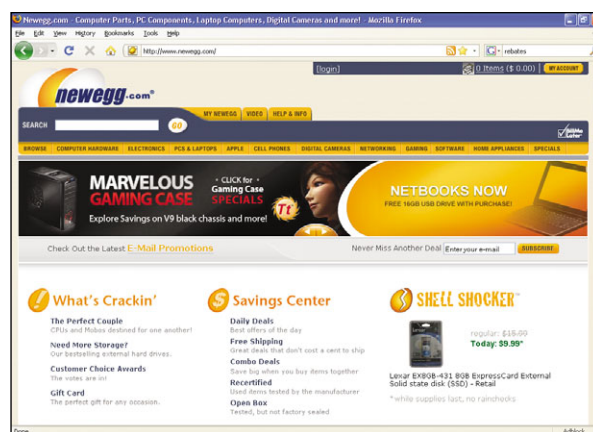 Newegg.com - Computer Parts, PC Components, Laptop Computers, Digital Cameras and more! - Mozilla Firefox
File Edit View History Bookmarks Tools Help
http://www.newegg.com/
rebates
[login]
0 Items ($ 0.00)
MY ACCOUNT
newegg.com®
MY NEWEGG VIDEO HELP & INFO
SEARCH
GO
BROWSE COMPUTER HARDWARE ELECTRONICS PCS & LAPTOPS APPLE CELL PHONES DIGITAL CAMERAS NETWORKING GAMING SOFTWARE HOME APPLIANCES SPECIALS
MARVELOUS
GAMING CASE
Explore Savings on V9 black chassis and more!
• CLICK for •
Gaming Case
SPECIALS
Tt
NETBOOKS NOW
FREE 16GB USB DRIVE WITH PURCHASE!
Check Out the Latest E-Mail Promotions
Never Miss Another Deal Enter your e-mail SUBSCRIBE
What's Crackin'
The Perfect Couple
CPUs and Mobos destined for one another!
Need More Storage?
Our bestselling external hard drives.
Customer Choice Awards
The votes are in!
Gift Card
The perfect gift for any occasion.
Savings Center
Daily Deals
Best offers of the day
Free Shipping
Great deals that don't cost a cent to ship
Combo Deals
Save big when you buy items together
Recertified
Used items tested by the manufacturer
Open Box
Tested, but not factory sealed
SHELL SHOCKER™
regular: $15.99
Today: $9.99*
Lexar EX8GB-431 8GB ExpressCard External
Solid state disk (SSD) - Retail
*while supplies last, no rainchecks
Done
Adblock